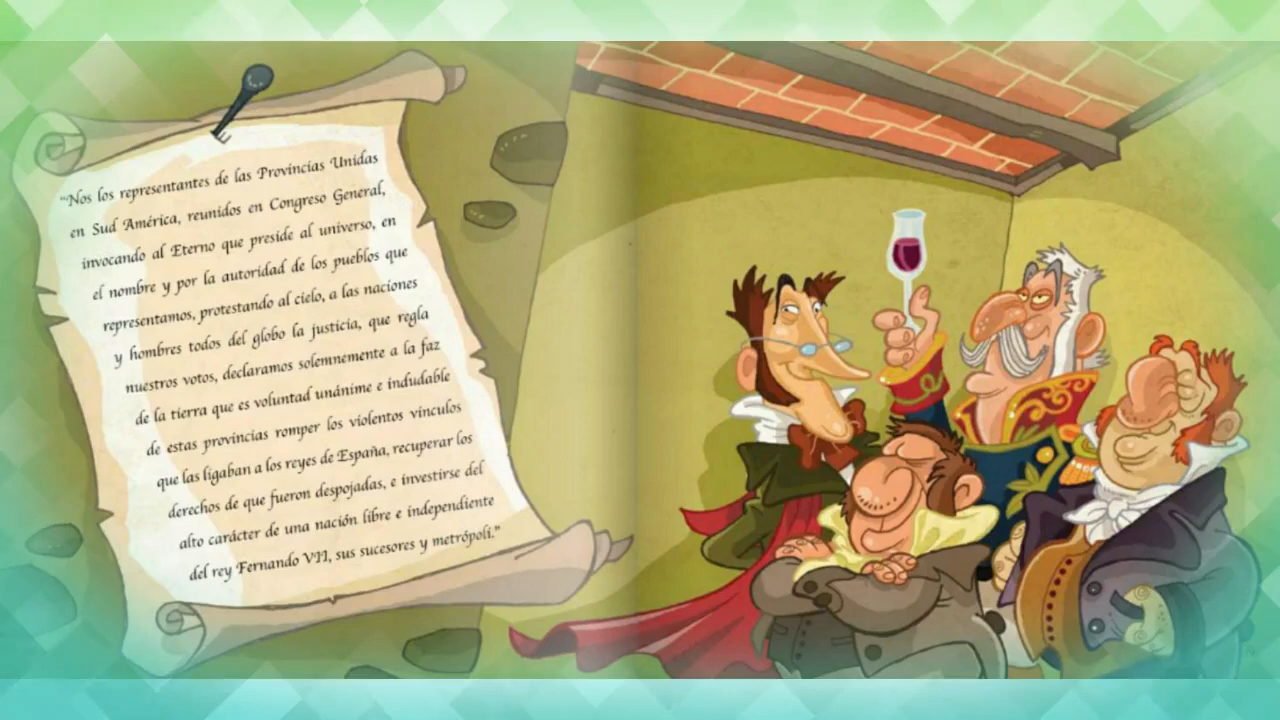 "Nos los representantes de las Provincias Unidas
en Sud América, reunidos en Congreso General,
invocando al Eterno que preside al universo, en
el nombre y por la autoridad de los pueblos que
representamos, protestando al cielo, a las naciones
y hombres todos del globo la justicia, que regla
nuestros votos, declaramos solemnemente a la faz
de la tierra que es voluntad unánime e indudable
de estas provincias romper los violentos vínculos
que las ligaban a los reyes de España, recuperar los
derechos de que fueron despojadas, e investirse del
alto carácter de una nación libre e independiente
del rey Fernando VII, sus sucesores y metrópoli."